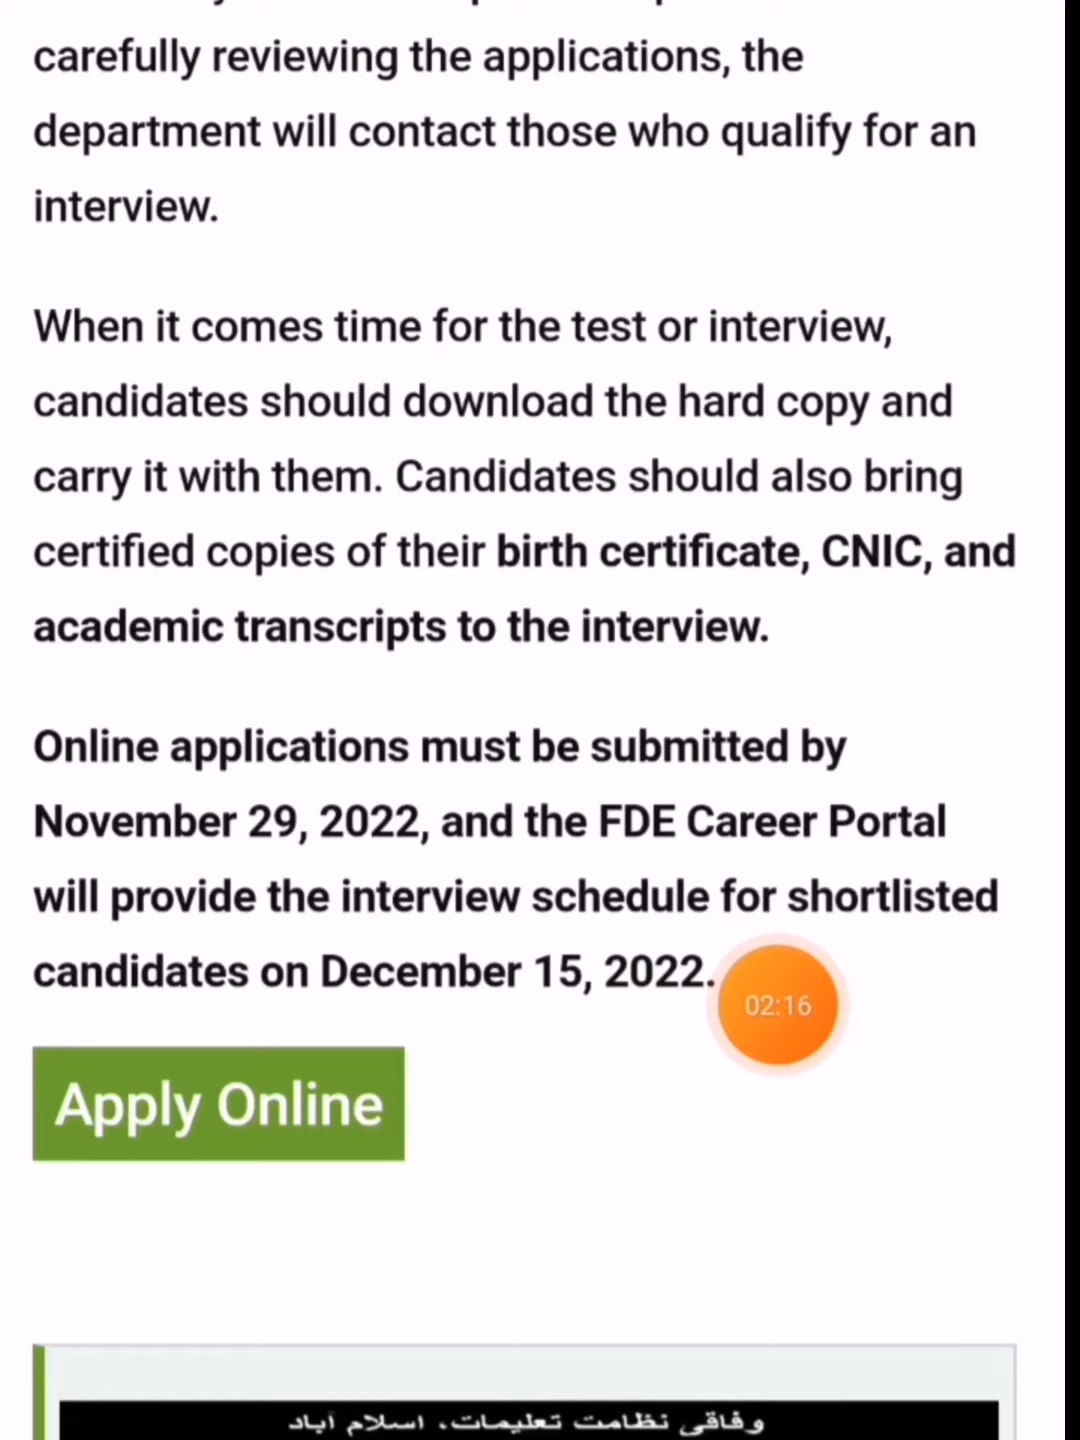 carefully reviewing the applications, the
department will contact those who qualify for an
interview.
When it comes time for the test or interview,
candidates should download the hard copy and
carry it with them. Candidates should also bring
certified copies of their birth certificate, CNIC, and
academic transcripts to the interview.
Online applications must be submitted by
November 29, 2022, and the FDE Career Portal
will provide the interview schedule for shortlisted
candidates on December 15, 2022.
02:16
Apply Online
وفاقی نظامت تعلیمات، اسلام آباد